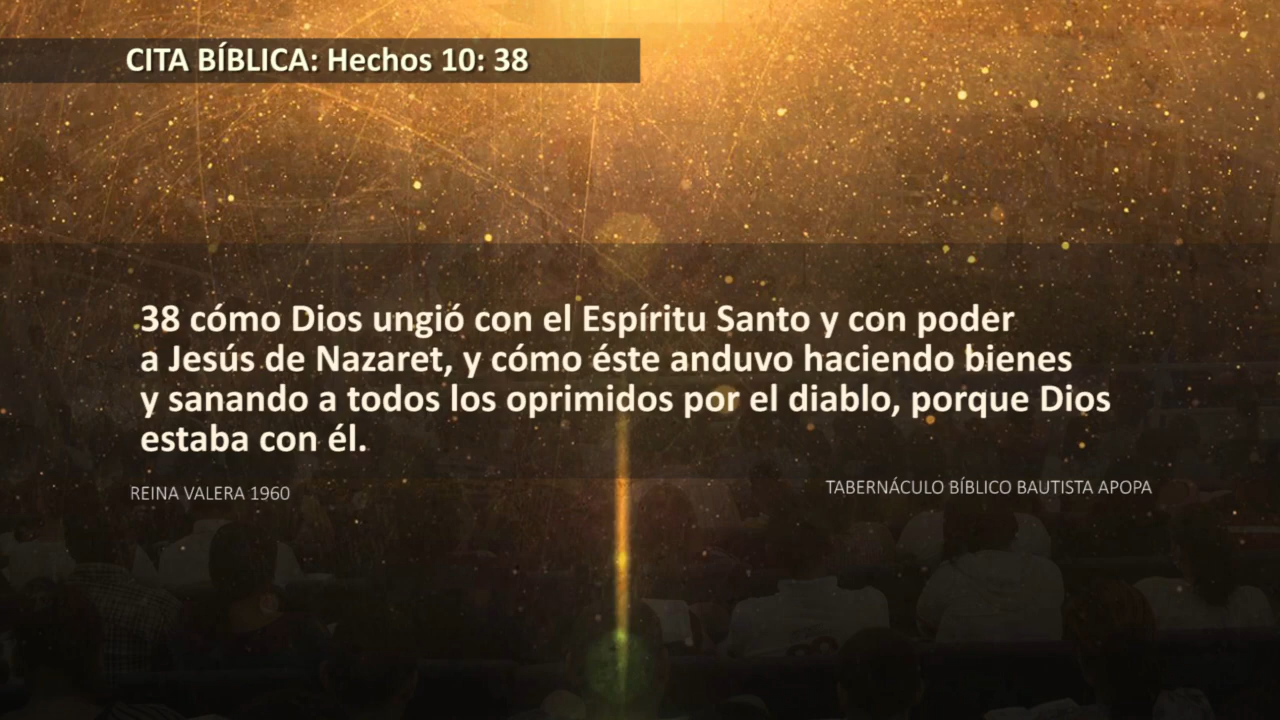 CITA BÍBLICA: Hechos 10: 38
38 cómo Dios ungió con el Espíritu Santo y con poder
a Jesús de Nazaret, y cómo éste anduvo haciendo bienes
y sanando a todos los oprimidos por el diablo, porque Dios
estaba con él.
REINA VALERA 1960
TABERNÁCULO BÍBLICO BAUTISTA APOPA